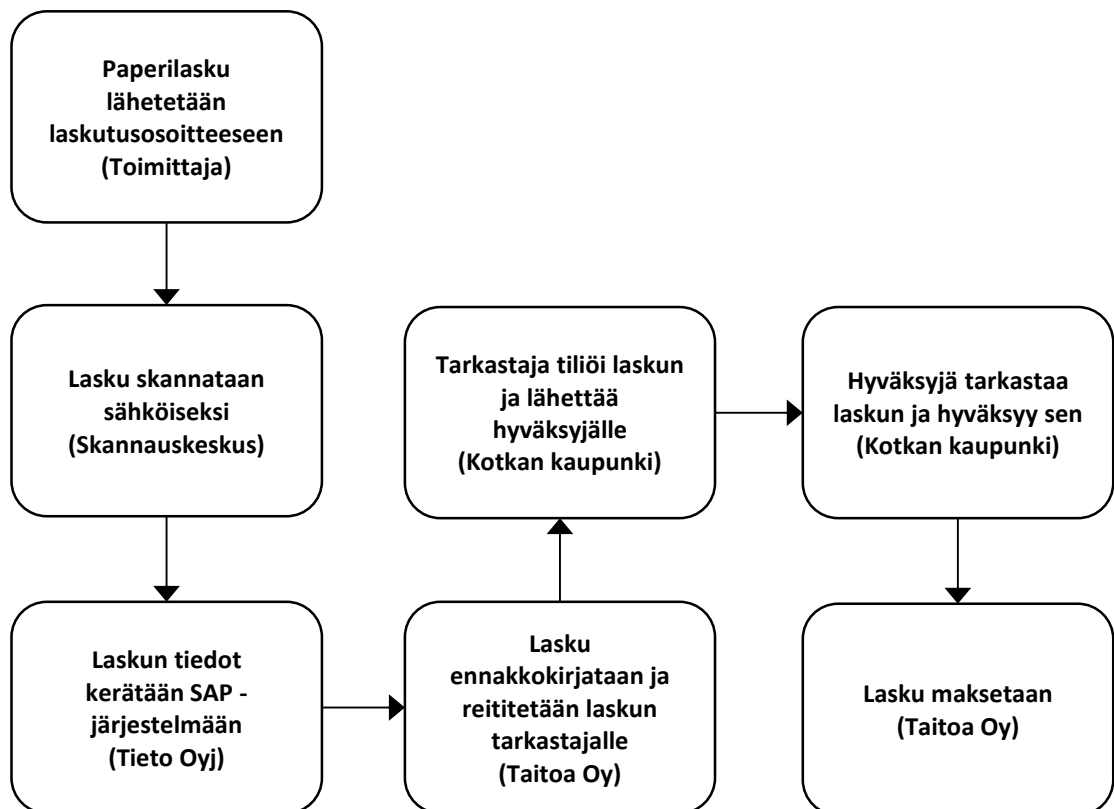 Paperilasku
lähetetään
laskutusosoitteeseen
(Toimittaja)
Lasku skannataan
sähköiseksi
(Skannauskeskus)
Laskun tiedot
kerätään SAP -
järjestelmään
(Tieto Oyj)
Lasku
ennakkokirjataan ja
reititetään laskun
tarkastajalle
(Taitoa Oy)
Tarkastaja tiliöi laskun
ja lähettää
hyväksyjälle
(Kotkan kaupunki)
Hyväksyjä tarkastaa
laskun ja hyväksyy sen
(Kotkan kaupunki)
Lasku maksetaan
(Taitoa Oy)